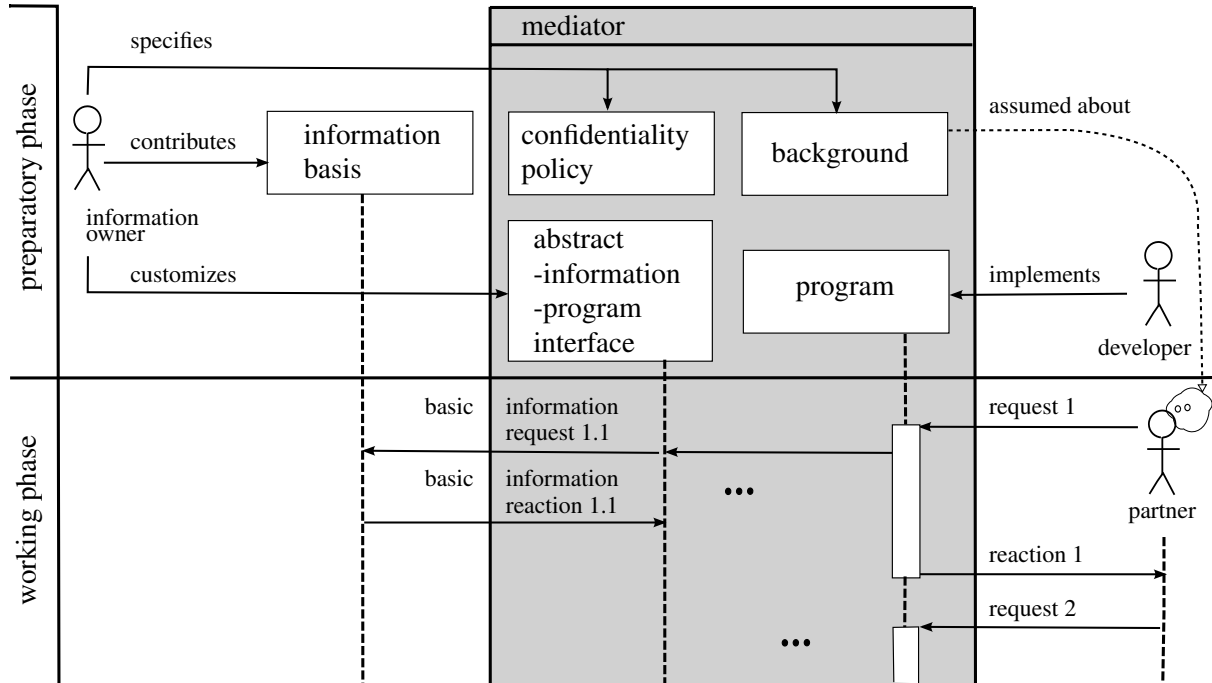 mediator
specifies
preparatory phase
contributes
information
basis
confidentiality
policy
background
assumed about
information
owner
customizes
abstract
-information
-program
interface
program
implements
developer
working phase
basic information
request 1.1
request 1
basic information
reaction 1.1
...
partner
reaction 1
request 2
...